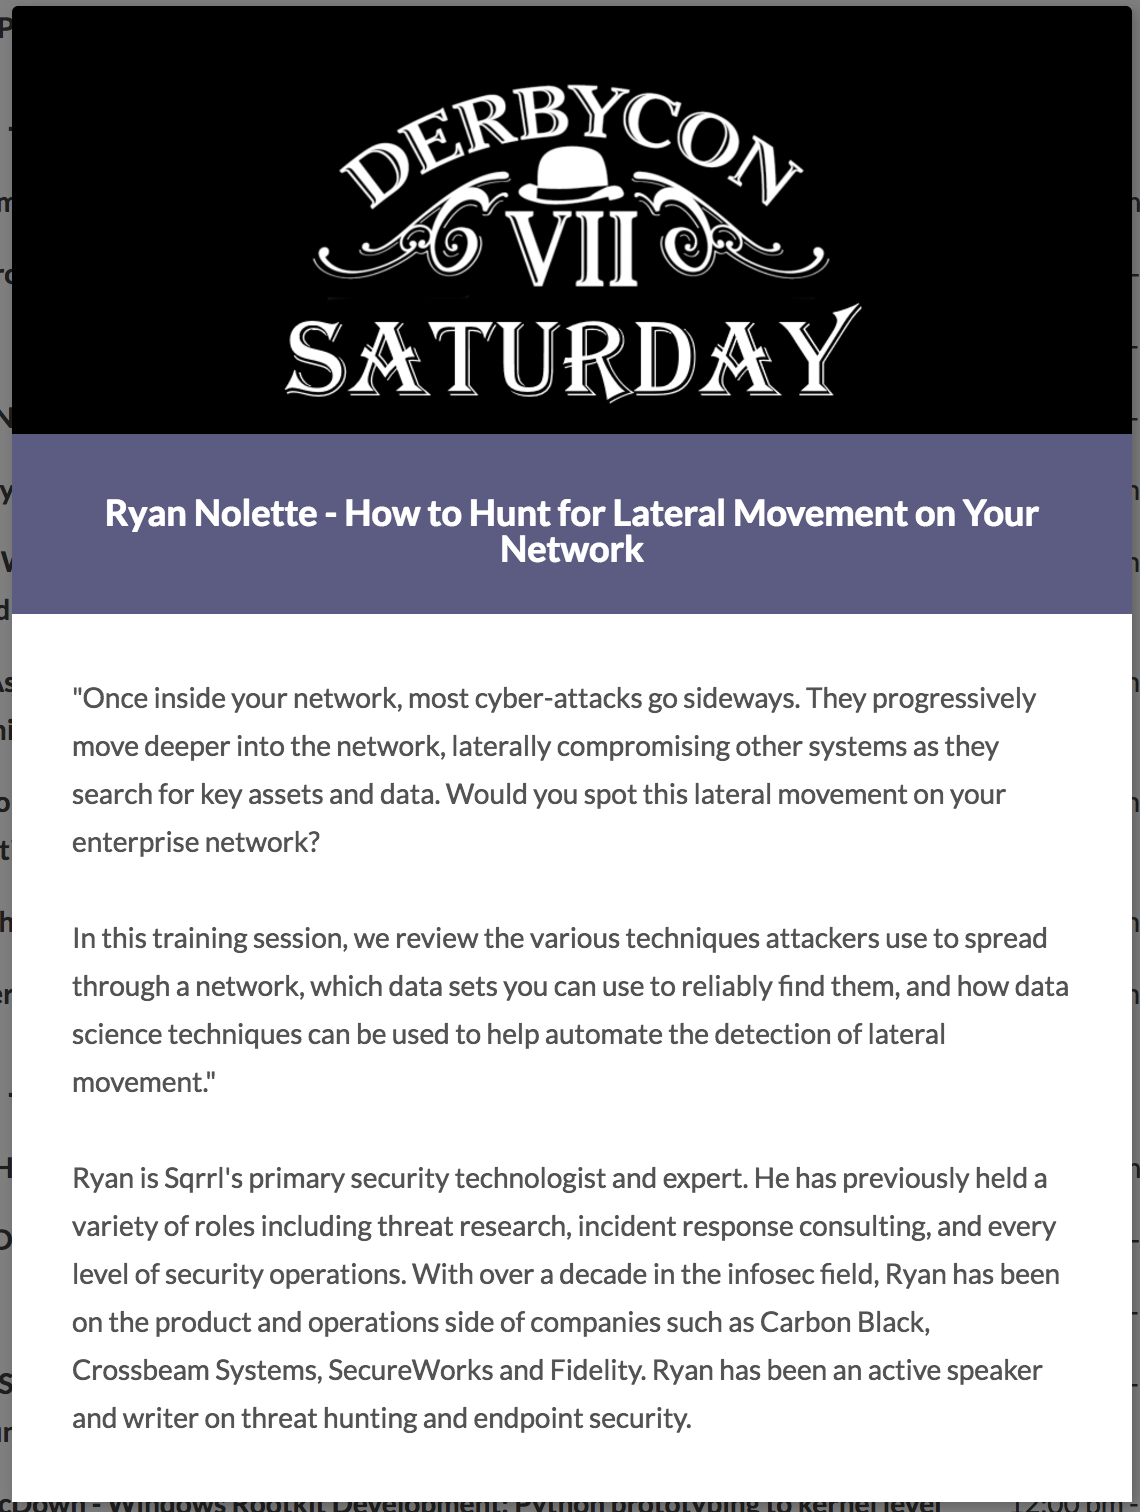 DERBYCON
VII
SATURDAY
Ryan Nolette - How to Hunt for Lateral Movement on Your
Network
"Once inside your network, most cyber-attacks go sideways. They progressively
move deeper into the network, laterally compromising other systems as they
search for key assets and data. Would you spot this lateral movement on your
enterprise network?
In this training session, we review the various techniques attackers use to spread
through a network, which data sets you can use to reliably find them, and how data
science techniques can be used to help automate the detection of lateral
movement."
Ryan is Sqrrl's primary security technologist and expert. He has previously held a
variety of roles including threat research, incident response consulting, and every
level of security operations. With over a decade in the infosec field, Ryan has been
on the product and operations side of companies such as Carbon Black,
Crossbeam Systems, SecureWorks and Fidelity. Ryan has been an active speaker
and writer on threat hunting and endpoint security.
cDown - Windows Rootkit Development: Python prototyping to kernel level 12:00 pm -